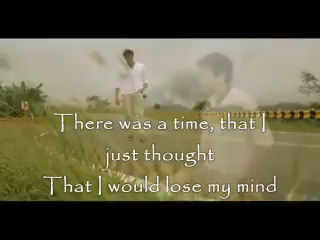 There was a time, that I
just thought
That I would lose my mind